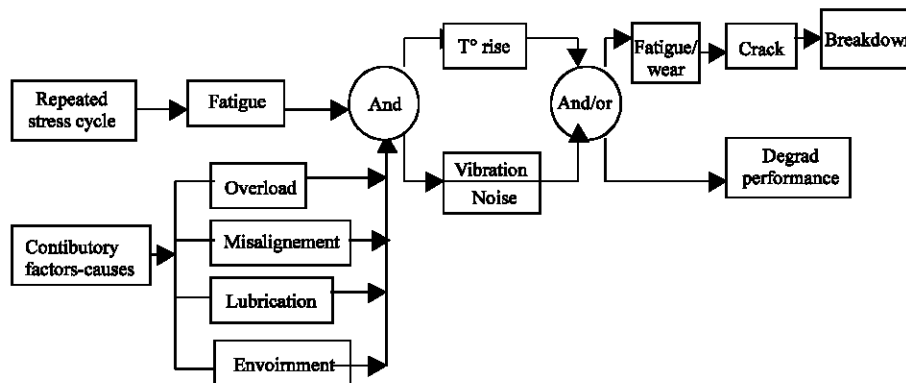 T° rise
Fatigue/
wear
Crack
Breakdown
Repeated
stress cycle
Fatigue
And
And/or
Vibration
Noise
Degrad
performance
Overload
Contibutory
factors-causes
Misalignement
Lubrication
Envoirnment